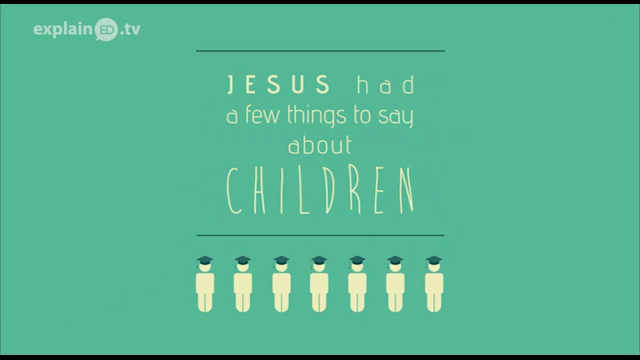 explainED.tv
JESUS had
a few things to say
about
CHILDREN